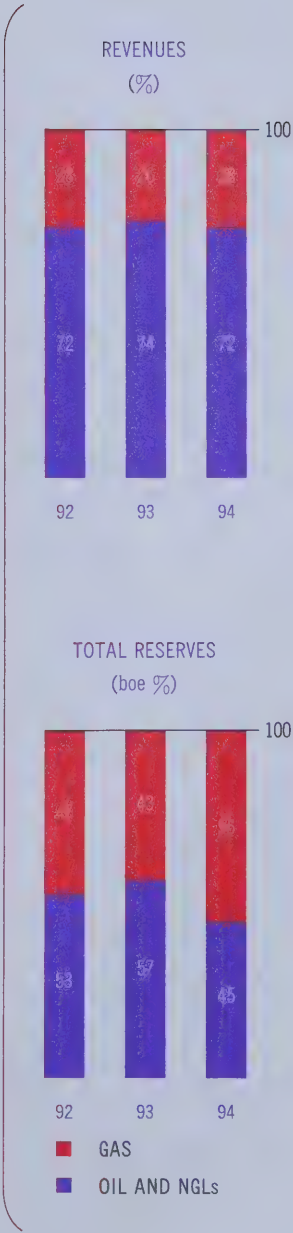 REVENUES
(%)
100
72 74 72
92 93 94
TOTAL RESERVES
(boe %)
100
43
53 57 45
92 93 94
GAS
OIL AND NGLs